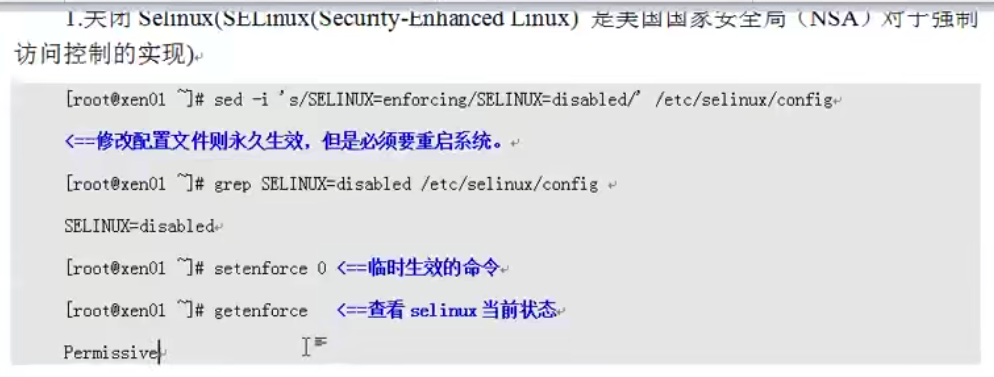 1.关闭 Selinux(SELinux(Security-Enhanced Linux) 是美国国家安全局（NSA）对于强制
访问控制的实现)
[root@xen01 ~]# sed -i 's/SELINUX=enforcing/SELINUX=disabled/' /etc/selinux/config
<==修改配置文件则永久生效，但是必须要重启系统。
[root@xen01 ~]# grep SELINUX=disabled /etc/selinux/config
SELINUX=disabled
[root@xen01 ~]# setenforce 0 <==临时生效的命令
[root@xen01 ~]# getenforce <==查看 selinux 当前状态
Permissive